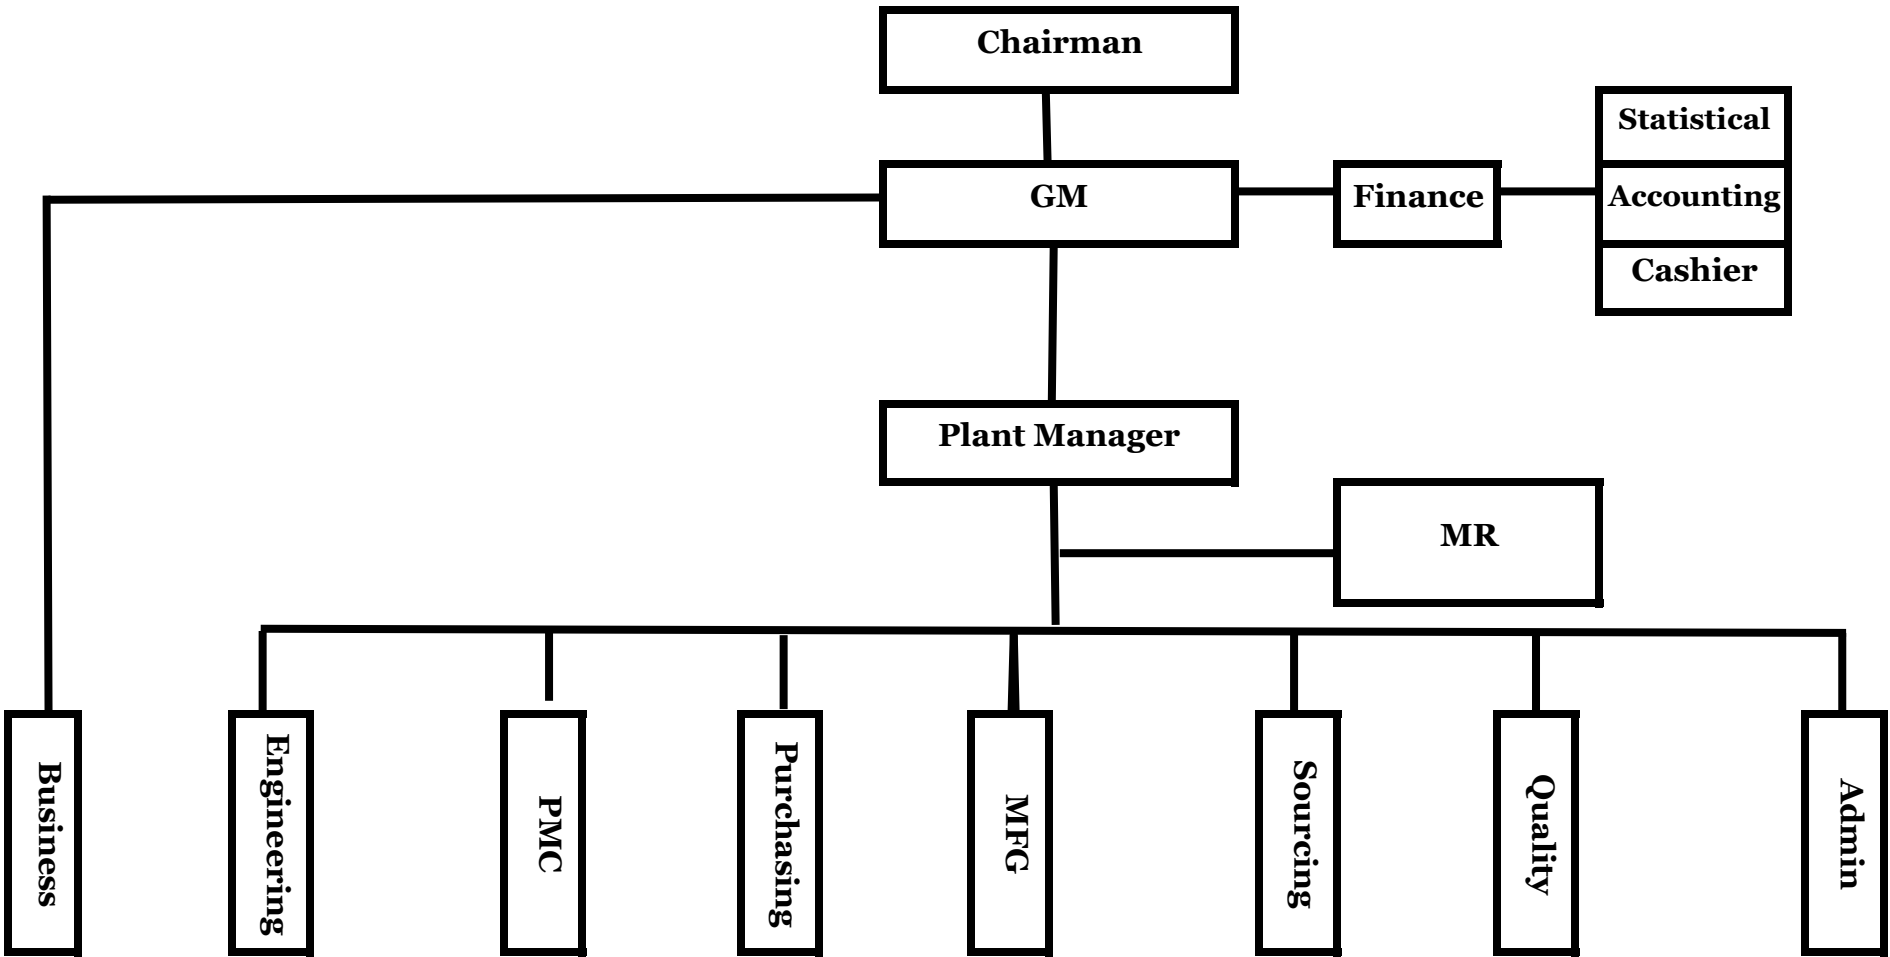 Chairman
Statistical
GM
Finance
Accounting
Cashier
Plant Manager
MR
Business
Engineering
PMC
Purchasing
MFG
Sourcing
Quality
Admin